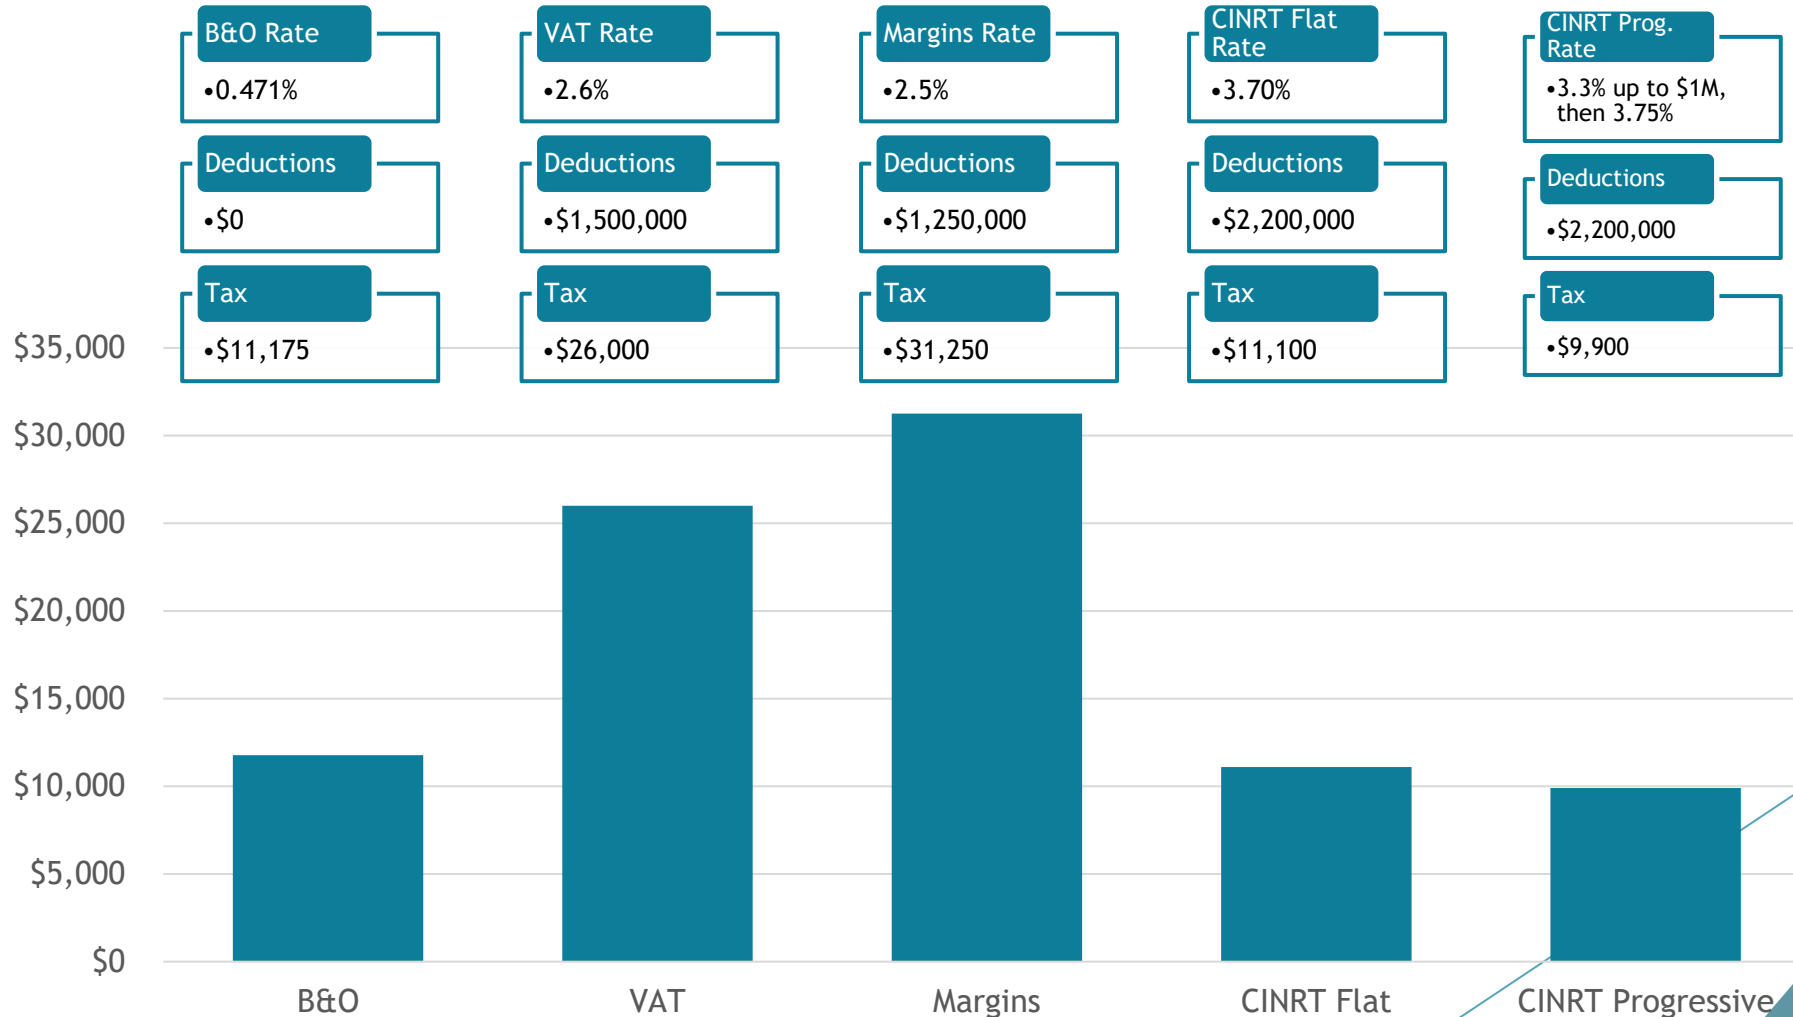 B&O Rate
•0.471%
Deductions
•$0
Tax
•$11,175
VAT Rate
•2.6%
Deductions
•$1,500,000
Tax
•$26,000
Margins Rate
•2.5%
Deductions
•$1,250,000
Tax
•$31,250
CINRT Flat
Rate
•3.70%
Deductions
•$2,200,000
Tax
•$11,100
CINRT Prog.
Rate
•3.3% up to $1M,
then 3.75%
Deductions
•$2,200,000
Tax
•$9,900
$35,000
$30,000
$25,000
$20,000
$15,000
$10,000
$5,000
$0
B&O
VAT
Margins
CINRT Flat
CINRT Progressive